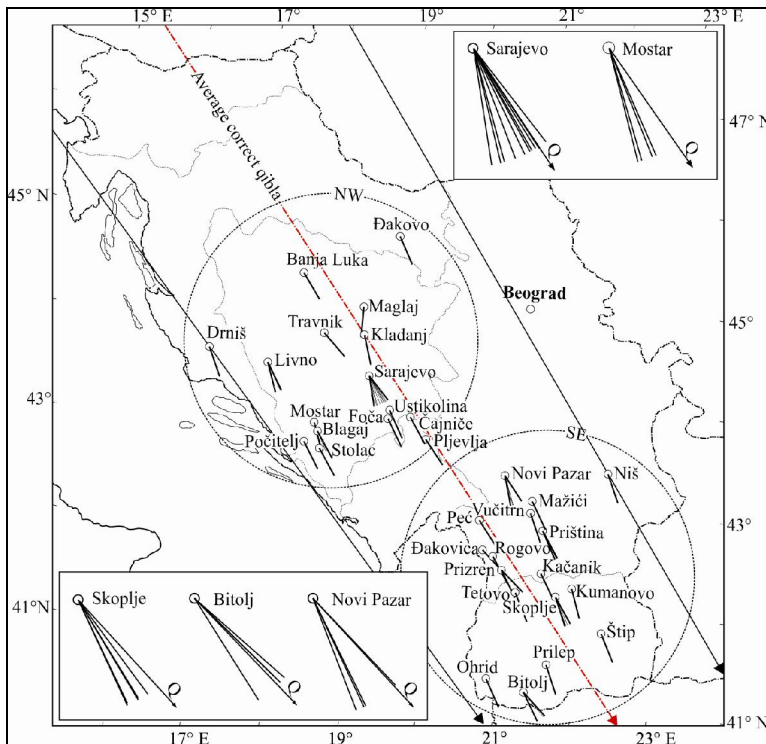 15° E
17
19
21
23 E
Sarajevo
Mostar
Q
Q
Average correct qibla
47° N
45° N
NW
Đakovo
Banja Luka
Maglaj
Beograd
Travnik
Kladanj
45° N
Drniš
Livno
Sarajevo
43° N
Mostar
Foča
Ustikolina
Blagaj
Čajniče
Počitelj
Stolac
Pljevlja
SE
Novi Pazar
Niš
Mažići
Vučitrn
Peć
Priština
43° N
Đakovica
Rogovo
Prizren
Kačanik
Skoplje
Bitolj
Novi Pazar
Tetovo
Skoplje
Kumanovo
41° N
Štip
Prilep
Ohrid
Bitolj
Q
Q
Q
17° E
19° E
21° E
23° E
41° N